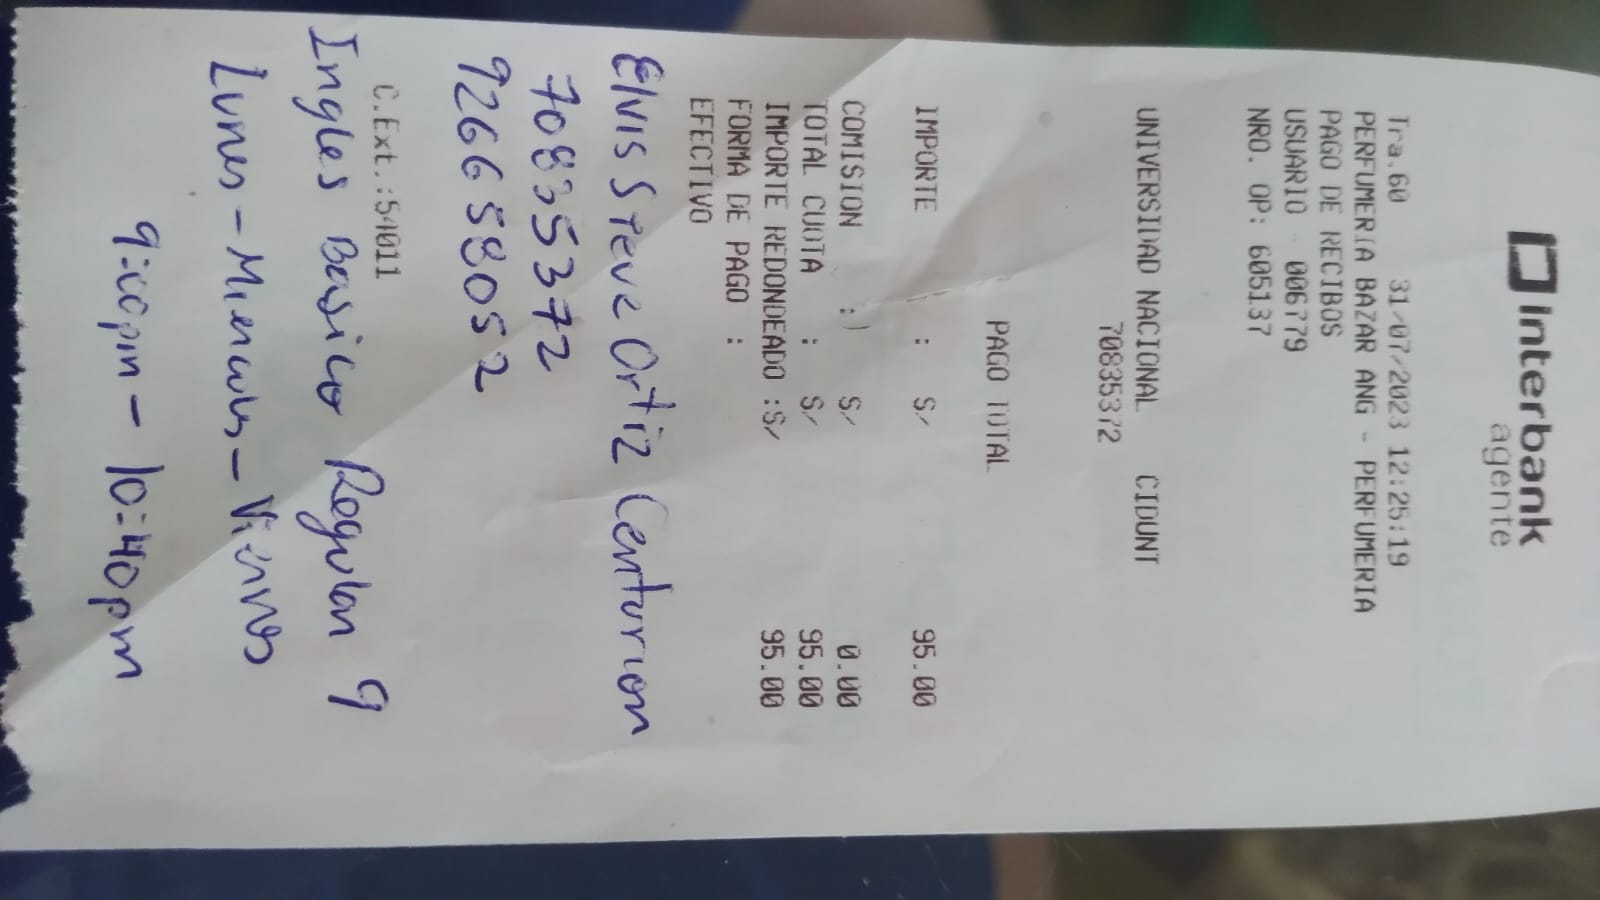 Interbank
agente
Tra.60 31/07/2023 12:25:19
PERFUMERIA BAZAR ANG - PERFUMERIA
PAGO DE RECIBOS
USUARIO 006779
NRO. OP: 605137
UNIVERSIDAD NACIONAL CIDUNT
70835372
PAGO TOTAL
IMPORTE : S/ 95.00
COMISION : S/ 0.00
TOTAL CUOTA : S/ 95.00
IMPORTE REDONDEADO :S/ 95.00
FORMA DE PAGO :
EFECTIVO
Elvis Steve Ortiz Centurion
70835372
926658052
C.Ext.:54011
Ingles Basico Regular 9
Lunes - Miercoles - Viernes
9:00pm - 10:40pm